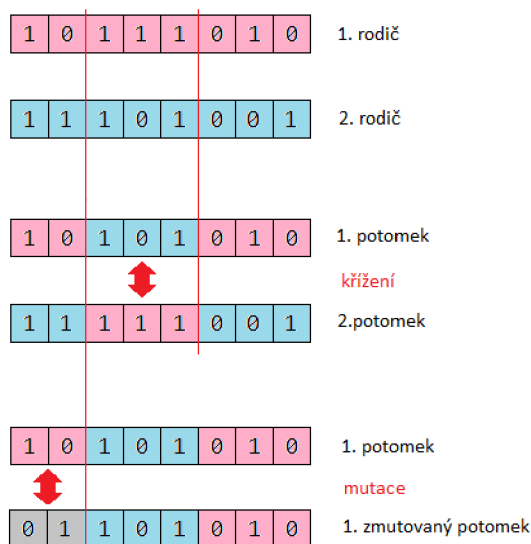 1 0 1 1 1 0 1 0 1. rodič
1 1 1 0 1 0 0 1 2. rodič
1 0 1 0 1 0 1 0 1. potomek
křížení
1 1 1 1 1 0 0 1 2.potomek
1 0 1 0 1 0 1 0 1. potomek
mutace
0 1 1 0 1 0 1 0 1. zmutovaný potomek